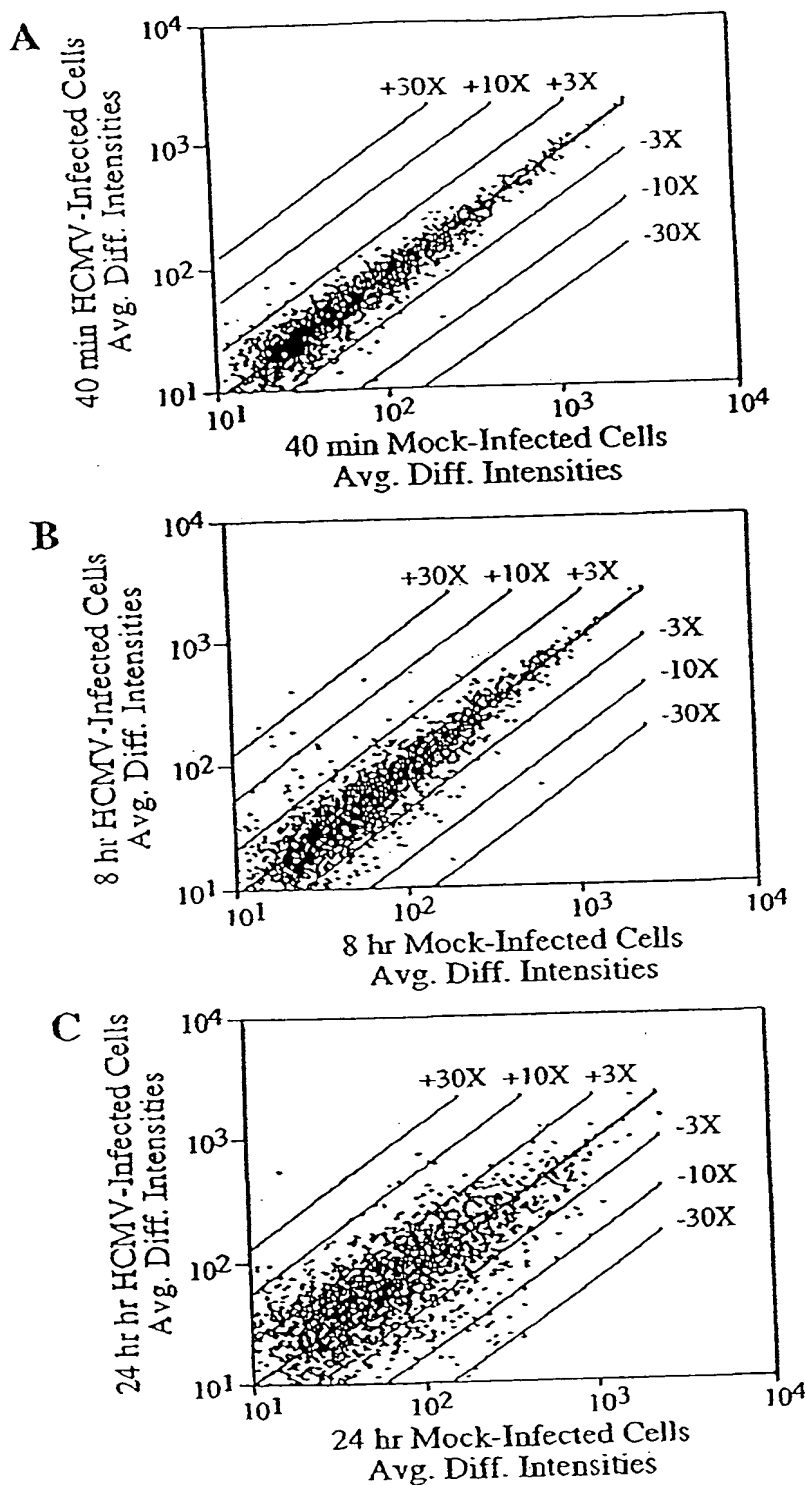 A
40 min HCMV-Infected Cells
Avg. Diff. Intensities
10⁴
10³
10²
10¹
+50X +10X +3X
-3X
-10X
-30X
10¹ 10² 10³ 10⁴
40 min Mock-Infected Cells
Avg. Diff. Intensities
B
8 hr HCMV-Infected Cells
Avg. Diff. Intensities
10⁴
10³
10²
10¹
+30X +10X +3X
-3X
-10X
-30X
10¹ 10² 10³ 10⁴
8 hr Mock-Infected Cells
Avg. Diff. Intensities
C
24 hr hr HCMV-Infected Cells
Avg. Diff. Intensities
10⁴
10³
10²
10¹
+30X +10X +3X
-3X
-10X
-30X
10¹ 10² 10³ 10⁴
24 hr Mock-Infected Cells
Avg. Diff. Intensities